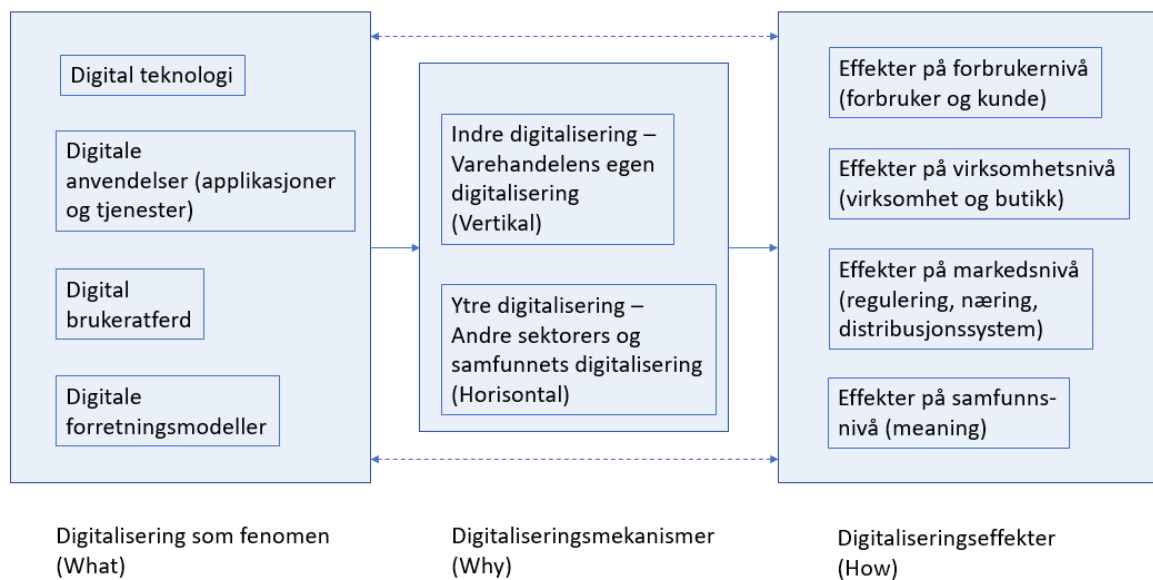 Digital teknologi
Digitale
anvendelser (applikasjoner
og tjenester)
Digital
brukeratferd
Digitale
forretningsmodeller
Digitalisering som fenomen
(What)
Indre digitalisering –
Varehandelens egen
digitalisering
(Vertikal)
Ytre digitalisering –
Andre sektorers og
samfunnets digitalisering
(Horisontal)
Digitaliseringsmekanismer
(Why)
Effekter på forbrukernivå
(forbruker og kunde)
Effekter på virksomhetsnivå
(virksomhet og butikk)
Effekter på markedsnivå
(regulering, næring,
distribusjonssystem)
Effekter på samfunns-
nivå (meaning)
Digitaliseringseffekter
(How)